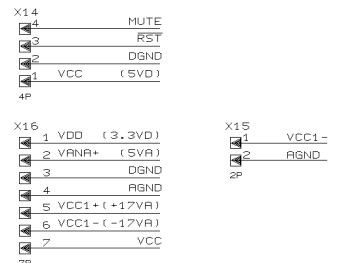 X14
4 MUTE
3 RST
2 DGND
1 VCC (5VD)
4P
X16
1 VDD (3.3VD)
2 VANA+ (5VA)
3 DGND
4 AGND
5 VCC1+(+17VA)
6 VCC1-(-17VA)
7 VCC
7P
X15
1 VCC1-
2 AGND
2P